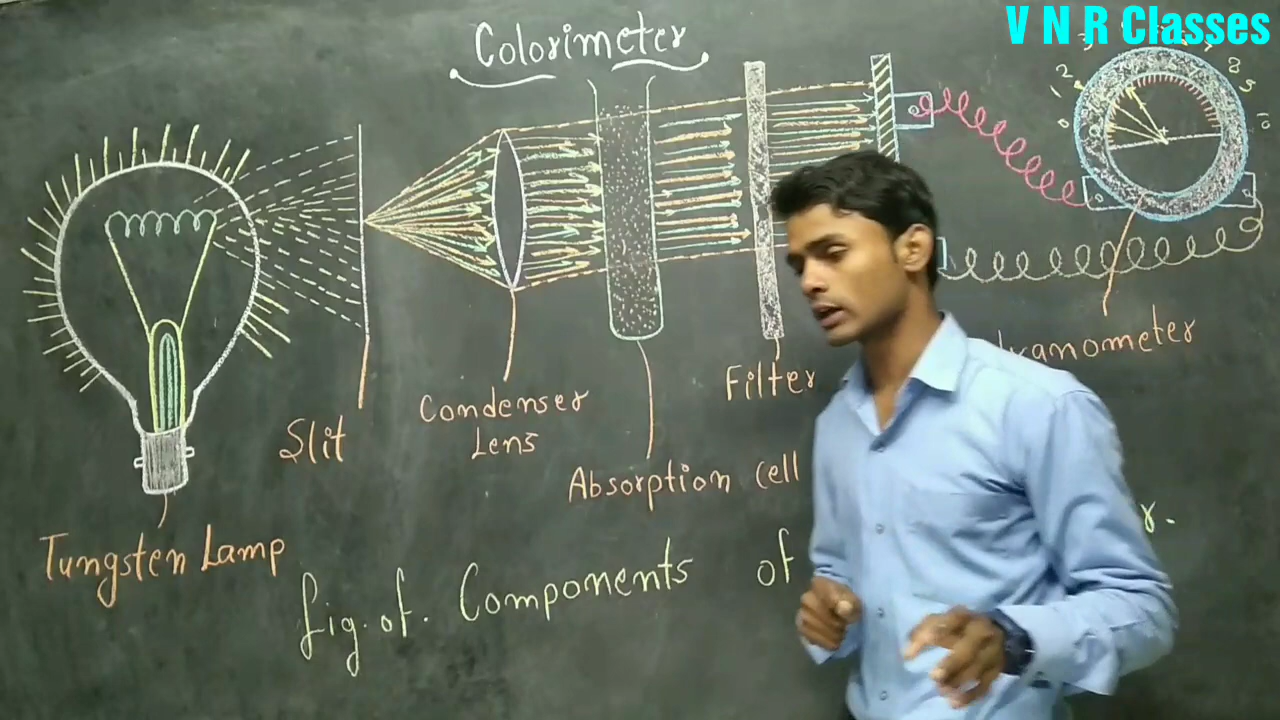 V N R Classes
Colorimeter
Slit
Condenser
Lens
Filter
Absorption Cell
Tungsten Lamp
fig. of. Components of